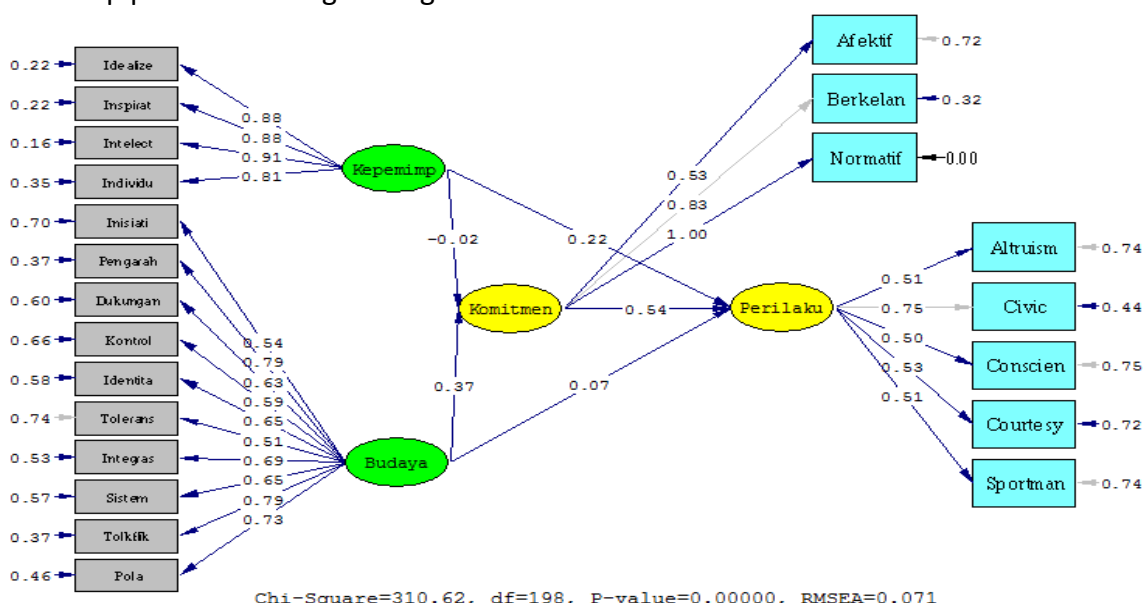 0.22 Idealize
0.22 Inspirat
0.16 Intelect
0.35 Individu
0.70 Inisiati
0.37 Pengarah
0.60 Dukungan
0.66 Kontrol
0.58 Identita
0.74 Tolerans
0.53 Integras
0.57 Sistem
0.37 Tolkflik
0.46 Pola
0.88
0.88
0.91
0.81
0.54
0.79
0.63
0.59
0.65
0.51
0.69
0.65
0.79
0.73
Kepemimp
Budaya
-0.02
0.37
0.22
0.07
Komitmen
0.54
Perilaku
0.53
0.83
1.00
Afektif 0.72
Berkelan 0.32
Normatif 0.00
0.51
0.75
0.50
0.53
0.51
Altruism 0.74
Civic 0.44
Conscien 0.75
Courtesy 0.72
Sportman 0.74
Chi-Square=310.62, df=198, P-value=0.00000, RMSEA=0.071